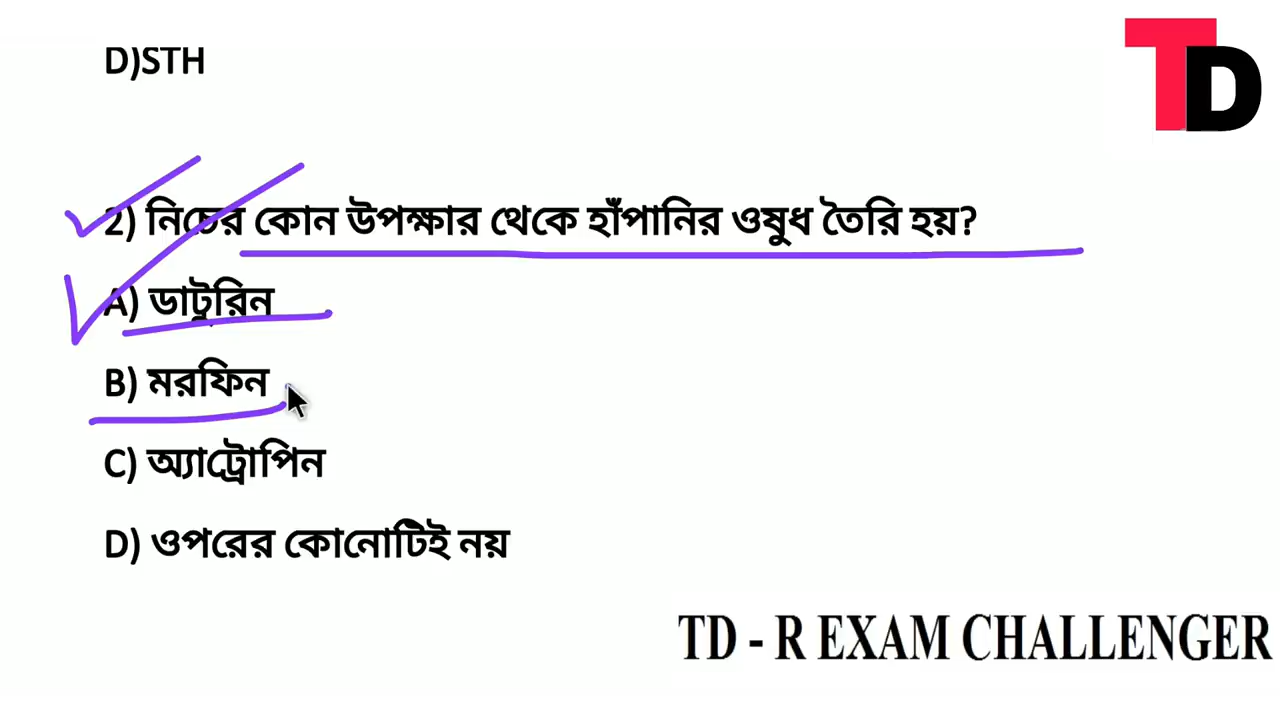 D)STH
TD
2) নিচের কোন উপক্ষার থেকে হাঁপানির ওষুধ তৈরি হয়?
A) ডাটুরিন
B) মরফিন
C) অ্যাট্রোপিন
D) ওপরের কোনোটিই নয়
TD - R EXAM CHALLENGER